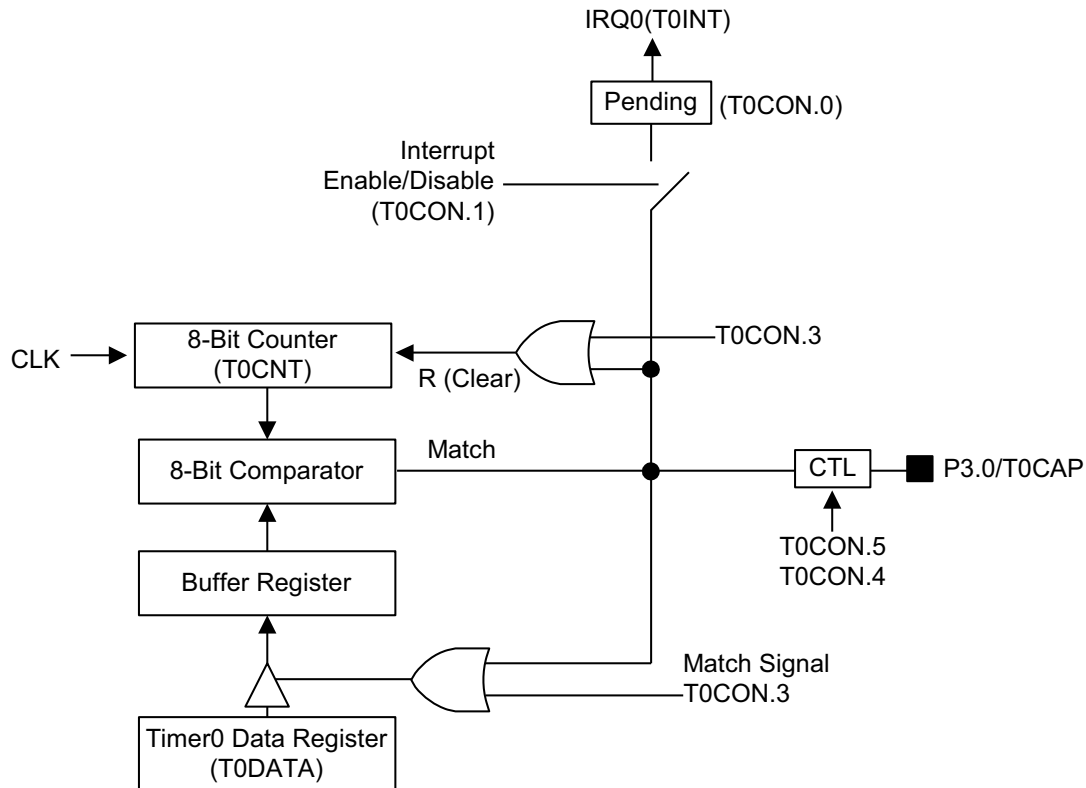 IRQ0(T0INT)
Pending
(T0CON.0)
Interrupt
Enable/Disable
(T0CON.1)
8-Bit Counter
(T0CNT)
CLK
R (Clear)
T0CON.3
8-Bit Comparator
Match
CTL
P3.0/T0CAP
T0CON.5
T0CON.4
Buffer Register
Match Signal
T0CON.3
Timer0 Data Register
(T0DATA)